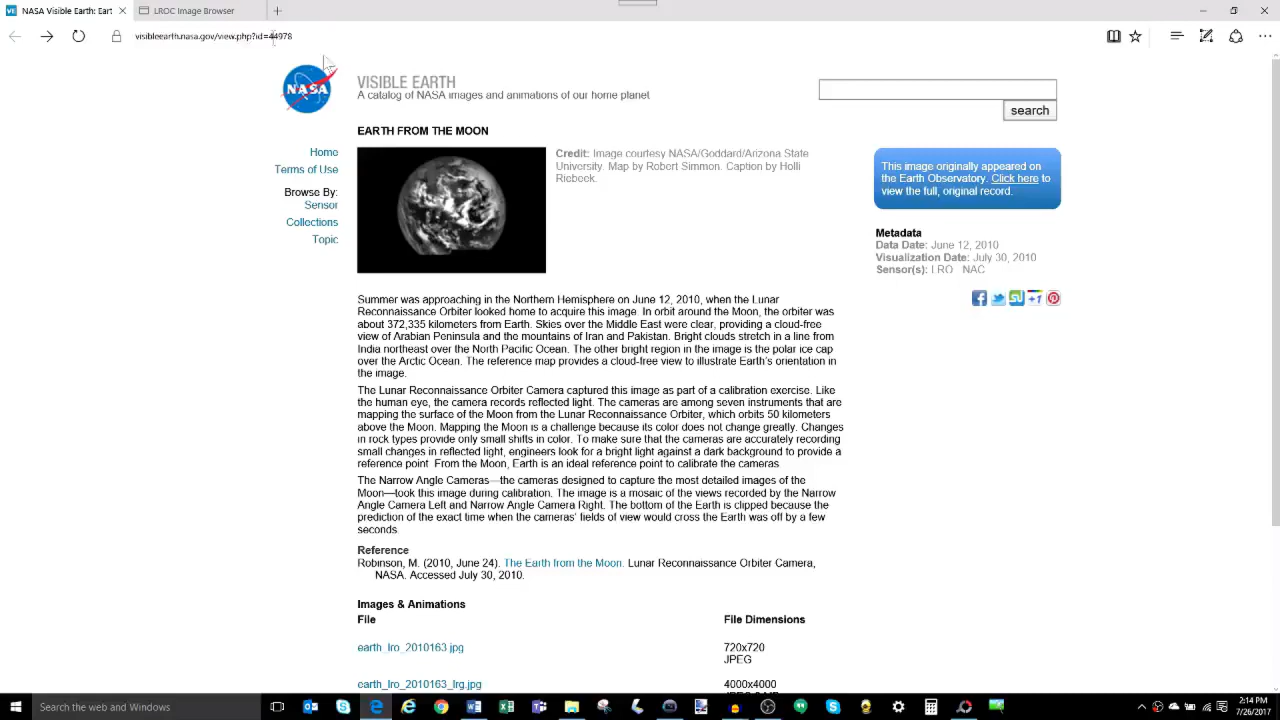 NASA Visible Earth: Eart
LROC Image Browser
visibleearth.nasa.gov/view.php?id=44978
NASA
VISIBLE EARTH
A catalog of NASA images and animations of our home planet
search
EARTH FROM THE MOON
Home
Terms of Use
Browse By:
Sensor
Collections
Topic
Credit: Image courtesy NASA/Goddard/Arizona State
University. Map by Robert Simmon. Caption by Holli
Riebeek.
This image originally appeared on
the Earth Observatory. Click here to
view the full, original record.
Metadata
Data Date: June 12, 2010
Visualization Date: July 30, 2010
Sensor(s): LRO NAC
Summer was approaching in the Northern Hemisphere on June 12, 2010, when the Lunar
Reconnaissance Orbiter looked home to acquire this image. In orbit around the Moon, the orbiter was
about 372,335 kilometers from Earth. Skies over the Middle East were clear, providing a cloud-free
view of Arabian Peninsula and the mountains of Iran and Pakistan. Bright clouds stretch in a line from
India northeast over the North Pacific Ocean. The other bright region in the image is the polar ice cap
over the Arctic Ocean. The reference map provides a cloud-free view to illustrate Earth's orientation in
the image.
The Lunar Reconnaissance Orbiter Camera captured this image as part of a calibration exercise. Like
the human eye, the camera records reflected light. The cameras are among seven instruments that are
mapping the surface of the Moon from the Lunar Reconnaissance Orbiter, which orbits 50 kilometers
above the Moon. Mapping the Moon is a challenge because its color does not change greatly. Changes
in rock types provide only small shifts in color. To make sure that the cameras are accurately recording
small changes in reflected light, engineers look for a bright light against a dark background to provide a
reference point. From the Moon, Earth is an ideal reference point to calibrate the cameras.
The Narrow Angle Cameras—the cameras designed to capture the most detailed images of the
Moon—took this image during calibration. The image is a mosaic of the views recorded by the Narrow
Angle Camera Left and Narrow Angle Camera Right. The bottom of the Earth is clipped because the
prediction of the exact time when the cameras' fields of view would cross the Earth was off by a few
seconds.
Reference
Robinson, M. (2010, June 24). The Earth from the Moon. Lunar Reconnaissance Orbiter Camera,
NASA. Accessed July 30, 2010.
Images & Animations
File
File Dimensions
earth_lro_2010163.jpg
720x720
JPEG
earth_lro_2010163_lrg.jpg
4000x4000
Search the web and Windows
2:14 PM
7/26/2017